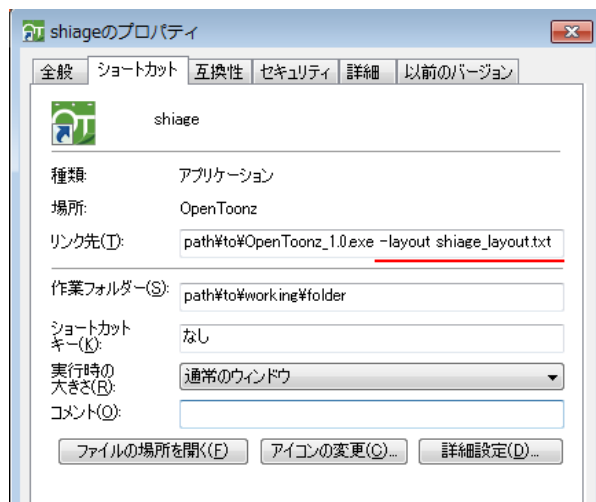 shiageのプロパティ
全般 ショートカット 互換性 セキュリティ 詳細 以前のバージョン
shiage
種類: アプリケーション
場所: OpenToonz
リンク先(T): path¥to¥OpenToonz_1.0.exe -layout shiage_layout.txt
作業フォルダー(S): path¥to¥working¥folder
ショートカット
キー(K): なし
実行時の
大きさ(R): 通常のウィンドウ
コメント(O):
ファイルの場所を開く(F) アイコンの変更(C)... 詳細設定(D)...